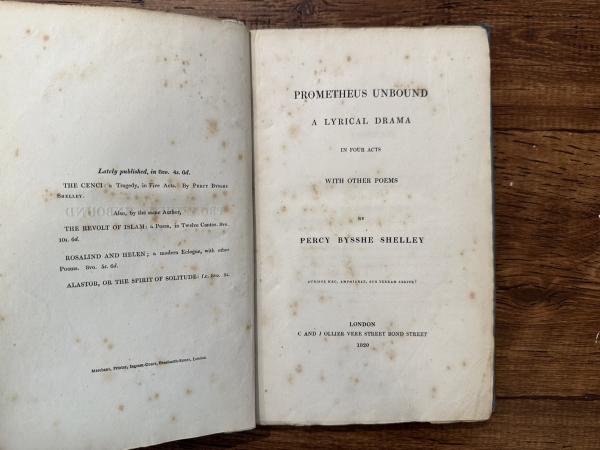 Lately published, in 8vo. 4s. 6d.
THE CENCI: a Tragedy, in Five Acts. By PERCY BYSSHE
SHELLEY.
Also, by the same Author,
THE REVOLT OF ISLAM: a Poem, in Twelve Cantos. 8vo.
10s. 6d.
ROSALIND AND HELEN; a modern Eclogue, with other
Poems. 8vo. 5s. 6d.
ALASTOR, OR THE SPIRIT OF SOLITUDE: f.c. 8vo. 5s.
Marchant, Printer, Ingram-Court, Fenchurch-Street, London.
PROMETHEUS UNBOUND
A LYRICAL DRAMA
IN FOUR ACTS
WITH OTHER POEMS
BY
PERCY BYSSHE SHELLEY
AUDISNE HÆC, AMPHIARAE, SUB TERRAM ABDITE?
LONDON
C AND J OLLIER VERE STREET BOND STREET
1820